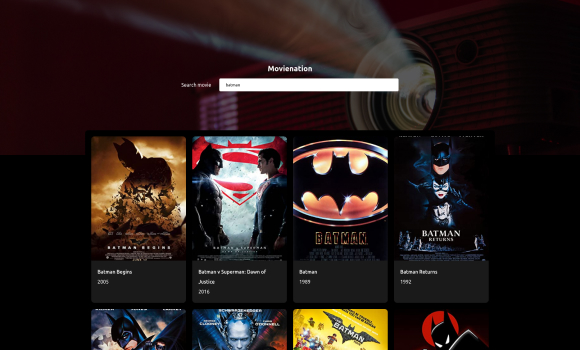 Movienation
Search movie
batman
BATMAN BEGINS
BATMAN
BATMAN
RETURNS
Batman Begins
2005
Batman v Superman: Dawn of
Justice
2016
Batman
1989
Batman Returns
1992
SCHWARZENEGGER
CLOONEY
O'DONNELL
BATMAN